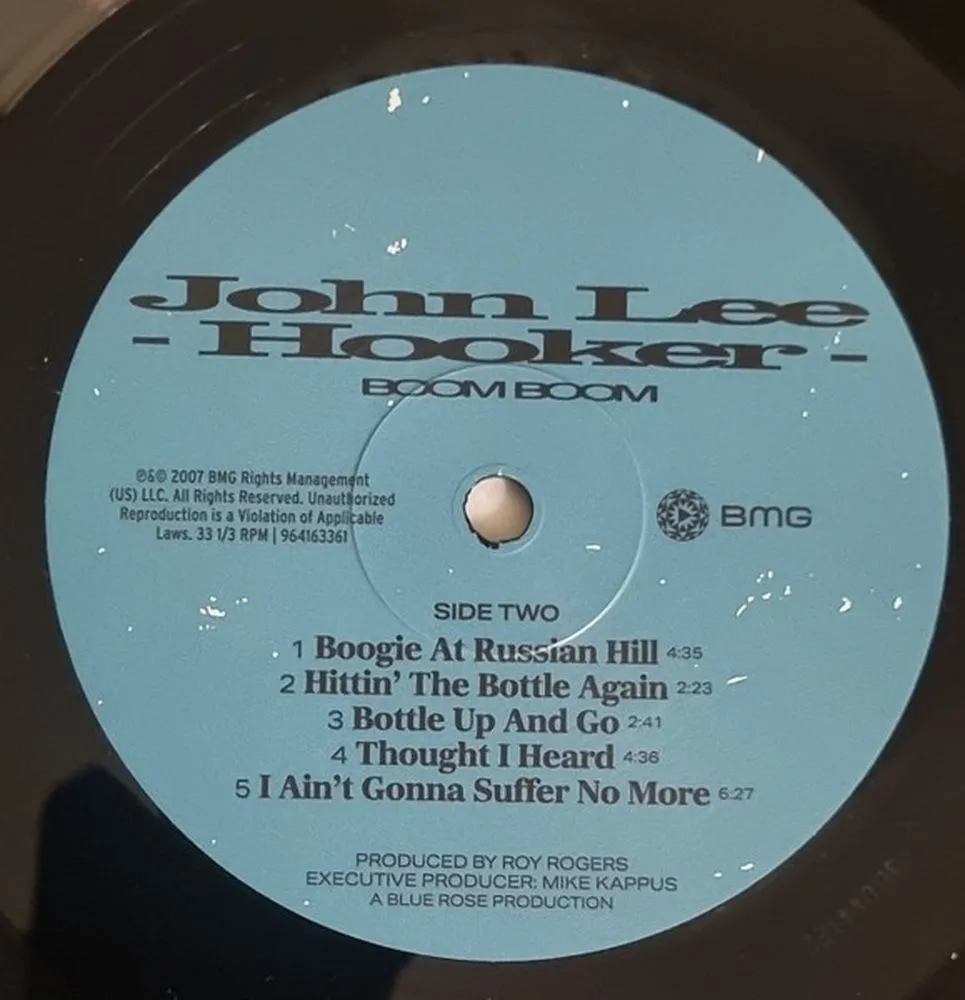 John Lee
- Hooker -
BOOM BOOM
℗&© 2007 BMG Rights Management
(US) LLC. All Rights Reserved. Unauthorized
Reproduction is a Violation of Applicable
Laws. 33 1/3 RPM | 964163361
BMG
SIDE TWO
1 Boogie At Russian Hill 4:35
2 Hittin' The Bottle Again 2:23
3 Bottle Up And Go 2:41
4 Thought I Heard 4:36
5 I Ain't Gonna Suffer No More 6:27
PRODUCED BY ROY ROGERS
EXECUTIVE PRODUCER: MIKE KAPPUS
A BLUE ROSE PRODUCTION